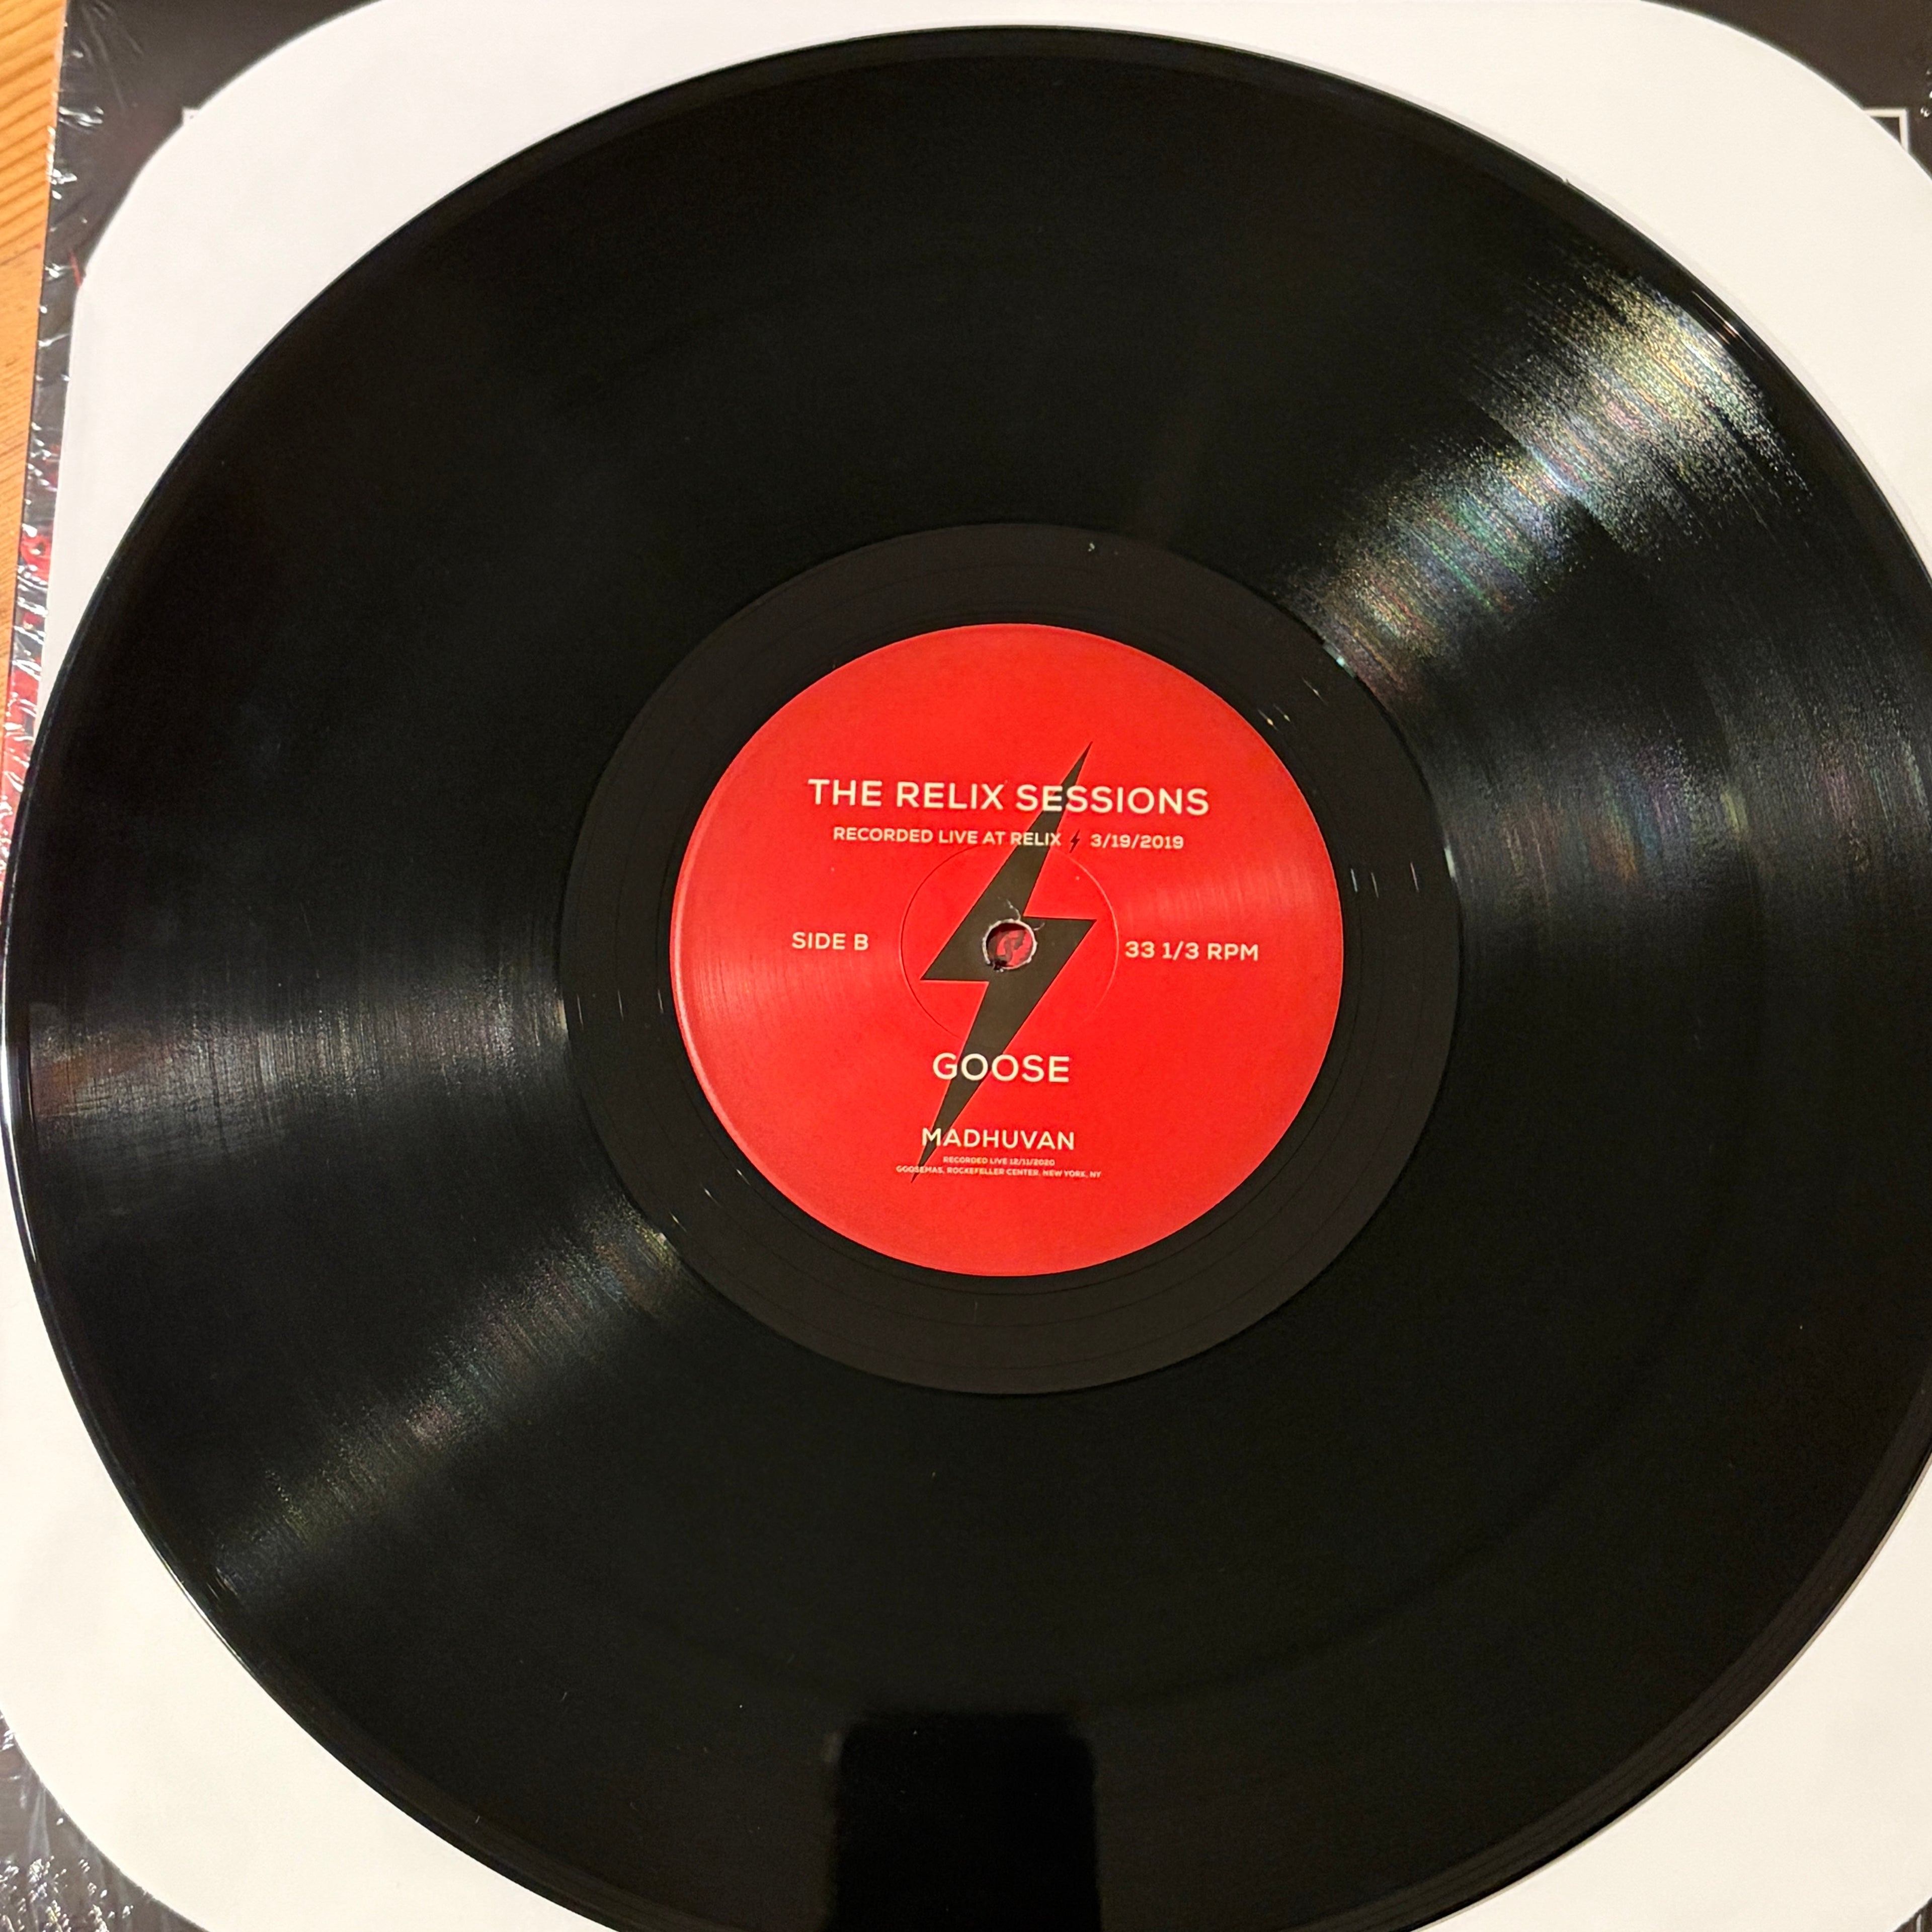 THE RELIX SESSIONS
RECORDED LIVE AT RELIX 3/19/2019
SIDE B
33 1/3 RPM
GOOSE
MADHUVAN
RECORDED LIVE 12/11/2020
GOOSEMAS, ROCKEFELLER CENTER, NEW YORK, NY